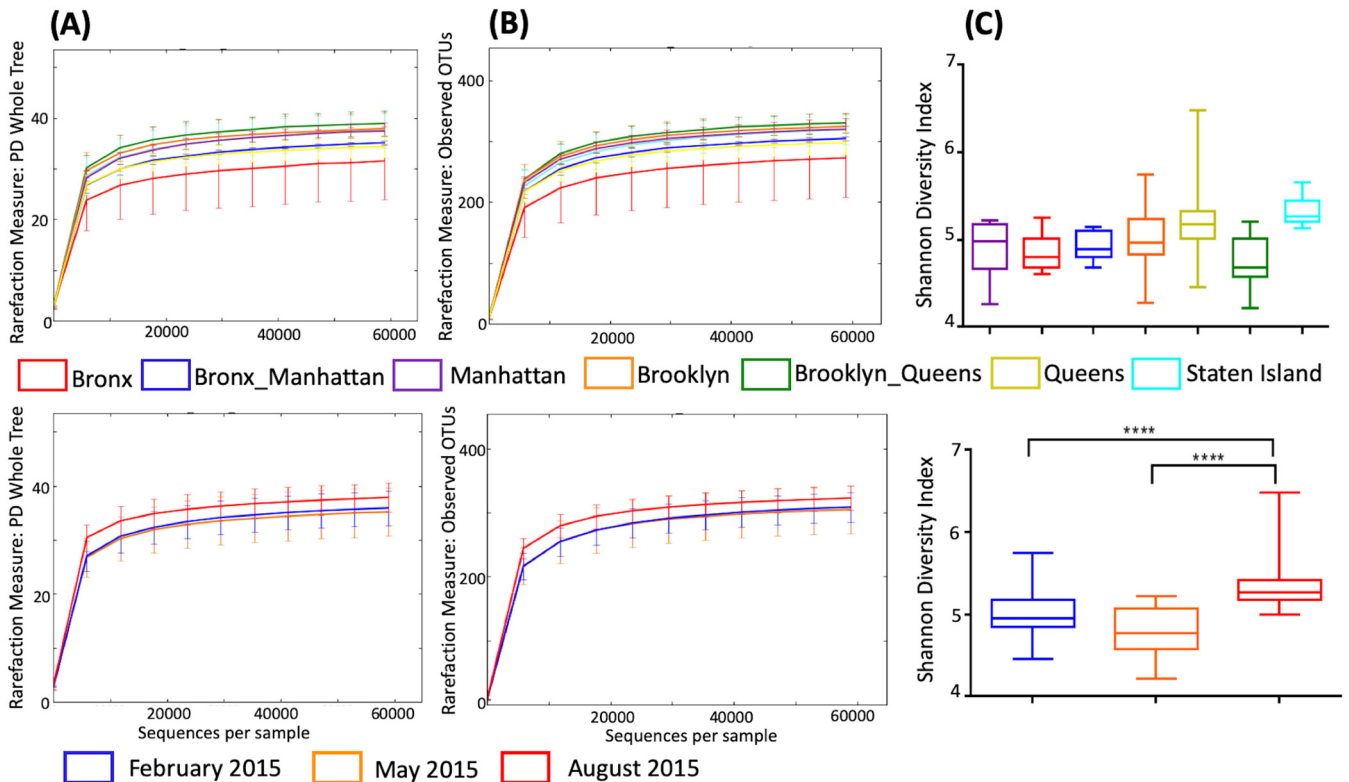 (A)
(B)
(C)
Rarefaction Measure: PD Whole Tree
40
20
0
20000
40000
60000
Rarefaction Measure: Observed OTUs
400
200
0
20000
40000
60000
Shannon Diversity Index
7
6
5
4
Bronx
Bronx_Manhattan
Manhattan
Brooklyn
Brooklyn_Queens
Queens
Staten Island
Rarefaction Measure: PD Whole Tree
40
20
0
20000
40000
60000
Sequences per sample
Rarefaction Measure: Observed OTUs
400
200
0
20000
40000
60000
Sequences per sample
Shannon Diversity Index
7
6
5
4
****
****
February 2015
May 2015
August 2015